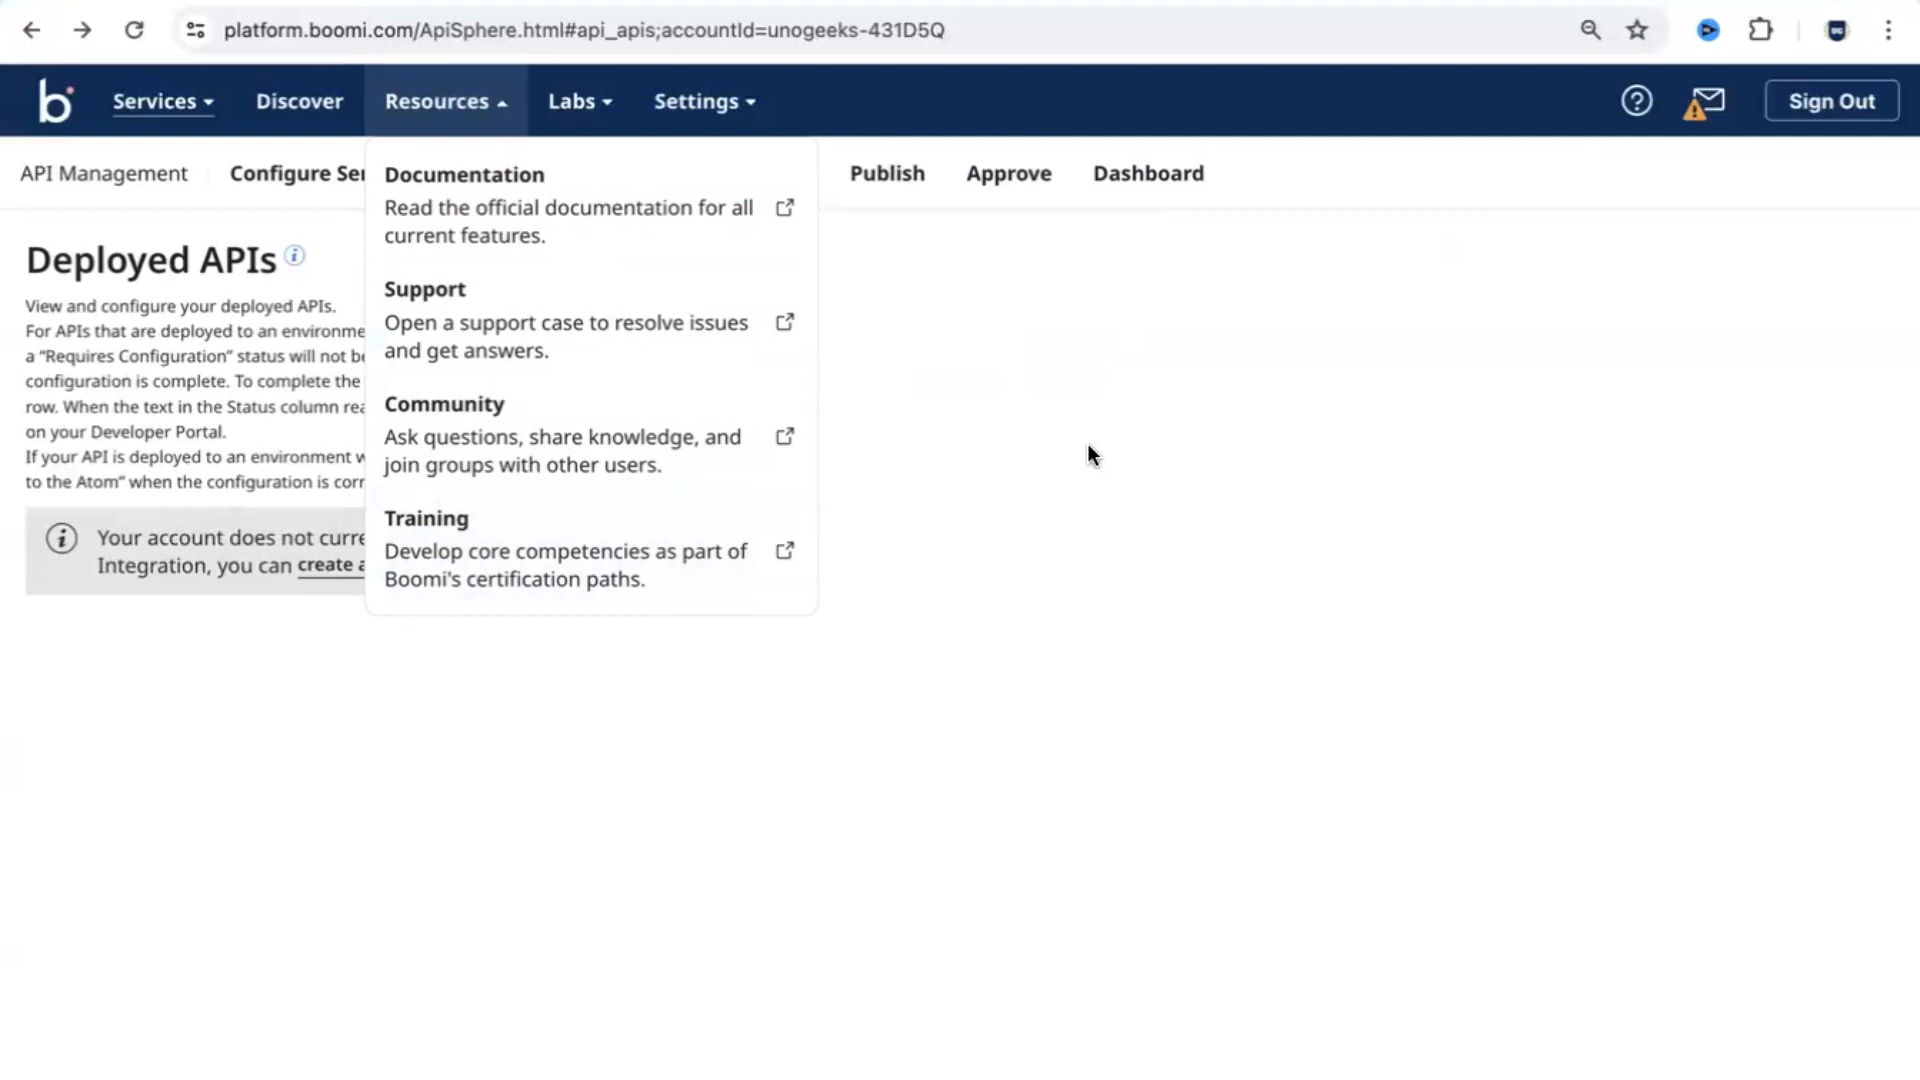 platform.boomi.com/ApiSphere.html#api_apis;accountId=unogeeks-431D5Q
b Services Discover Resources Labs Settings Sign Out
API Management Configure Ser Publish Approve Dashboard
Documentation
Read the official documentation for all
current features.
Support
Open a support case to resolve issues
and get answers.
Community
Ask questions, share knowledge, and
join groups with other users.
Training
Develop core competencies as part of
Boomi's certification paths.
Deployed APIs
View and configure your deployed APIs.
For APIs that are deployed to an environme
a “Requires Configuration” status will not be
configuration is complete. To complete the
row. When the text in the Status column rea
on your Developer Portal.
If your API is deployed to an environment w
to the Atom” when the configuration is corr
Your account does not curre
Integration, you can create a